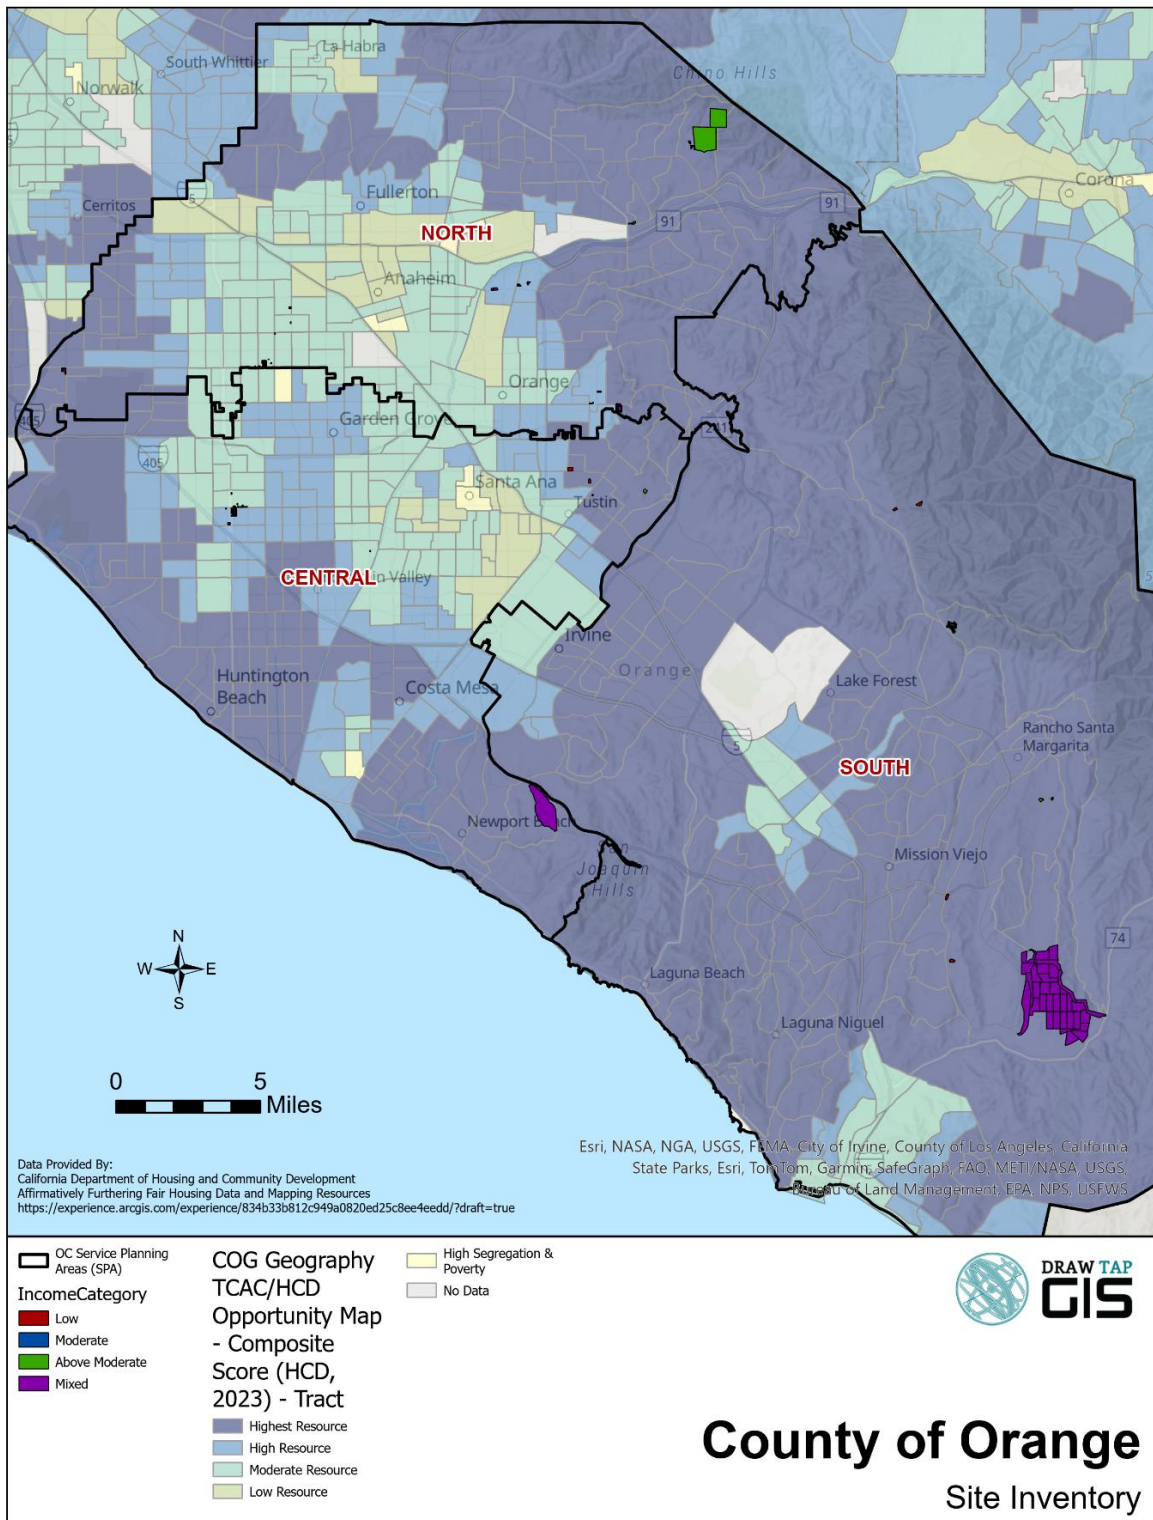 La Habra
South Whittier
Chino Hills
Norwalk
5
Corona
Cerritos
5
Fullerton
91
91
NORTH
Anaheim
Orange
405
Garden Grove
241
405
Santa Ana
Tustin
CENTRAL
Valley
Irvine
Orange
Huntington
Beach
Costa Mesa
Lake Forest
5
Rancho Santa
Margarita
SOUTH
Newport Beach
San
Joaquin
Hills
Mission Viejo
74
N
W E
S
Laguna Beach
Laguna Niguel
0 5
Miles
Esri, NASA, NGA, USGS, FEMA, City of Irvine, County of Los Angeles, California
State Parks, Esri, TomTom, Garmin, SafeGraph, FAO, METI/NASA, USGS,
Bureau of Land Management, EPA, NPS, USFWS
Data Provided By:
California Department of Housing and Community Development
Affirmatively Furthering Fair Housing Data and Mapping Resources
https://experience.arcgis.com/experience/834b33b812c949a0820ed25c8ee4eedd/?draft=true
OC Service Planning
Areas (SPA)
IncomeCategory
Low
Moderate
Above Moderate
Mixed
COG Geography
TCAC/HCD
Opportunity Map
- Composite
Score (HCD,
2023) - Tract
Highest Resource
High Resource
Moderate Resource
Low Resource
High Segregation &
Poverty
No Data
DRAW TAP
GIS
County of Orange
Site Inventory